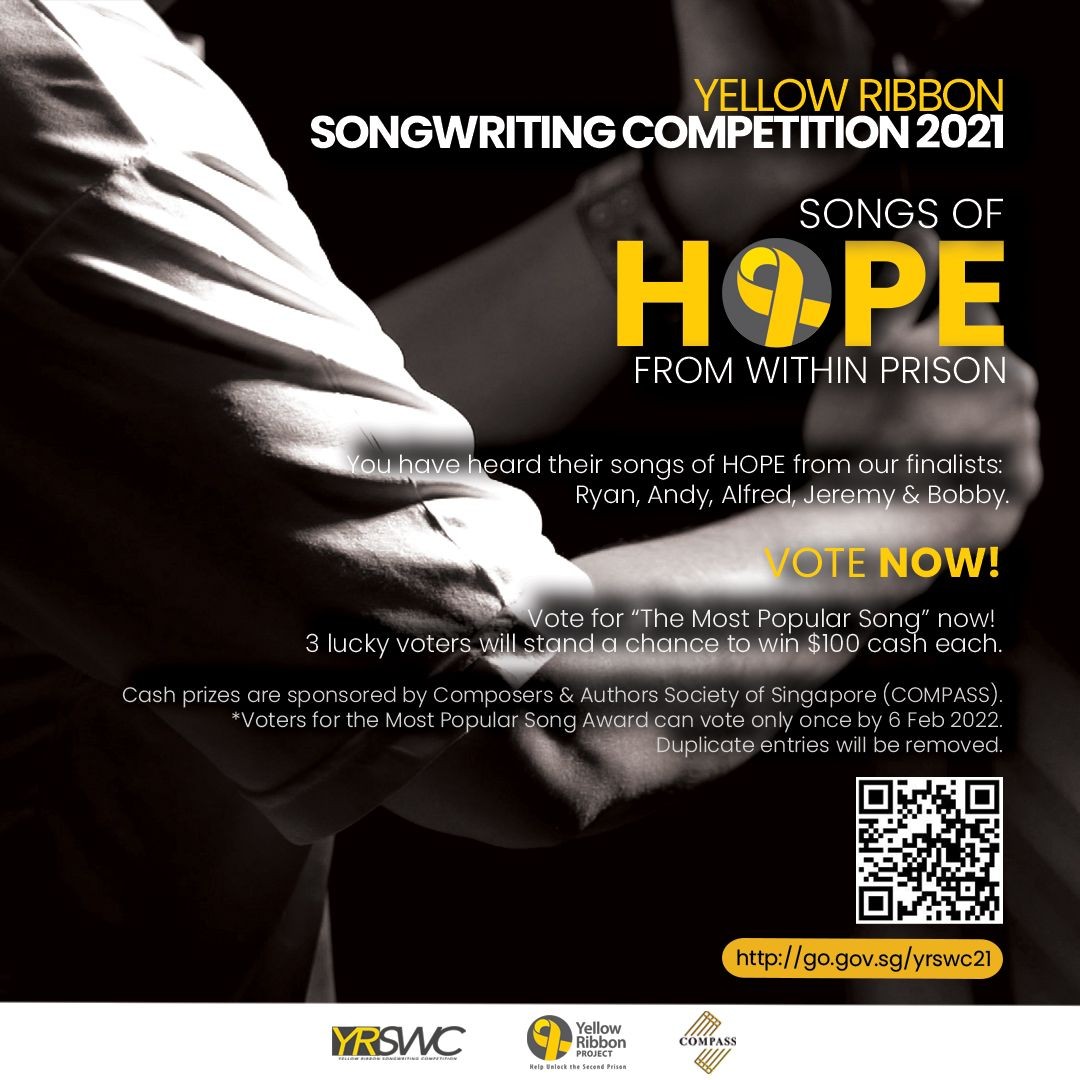 YELLOW RIBBON
SONGWRITING COMPETITION 2021
SONGS OF
HOPE
FROM WITHIN PRISON
You have heard their songs of HOPE from our finalists:
Ryan, Andy, Alfred, Jeremy & Bobby.
VOTE NOW!
Vote for “The Most Popular Song” now!
3 lucky voters will stand a chance to win $100 cash each.
Cash prizes are sponsored by Composers & Authors Society of Singapore (COMPASS).
*Voters for the Most Popular Song Award can vote only once by 6 Feb 2022.
Duplicate entries will be removed.
http://go.gov.sg/yrswc21
YRSWC
YELLOW RIBBON SONGWRITING COMPETITION
Yellow
Ribbon
PROJECT
Help Unlock the Second Prison
COMPASS